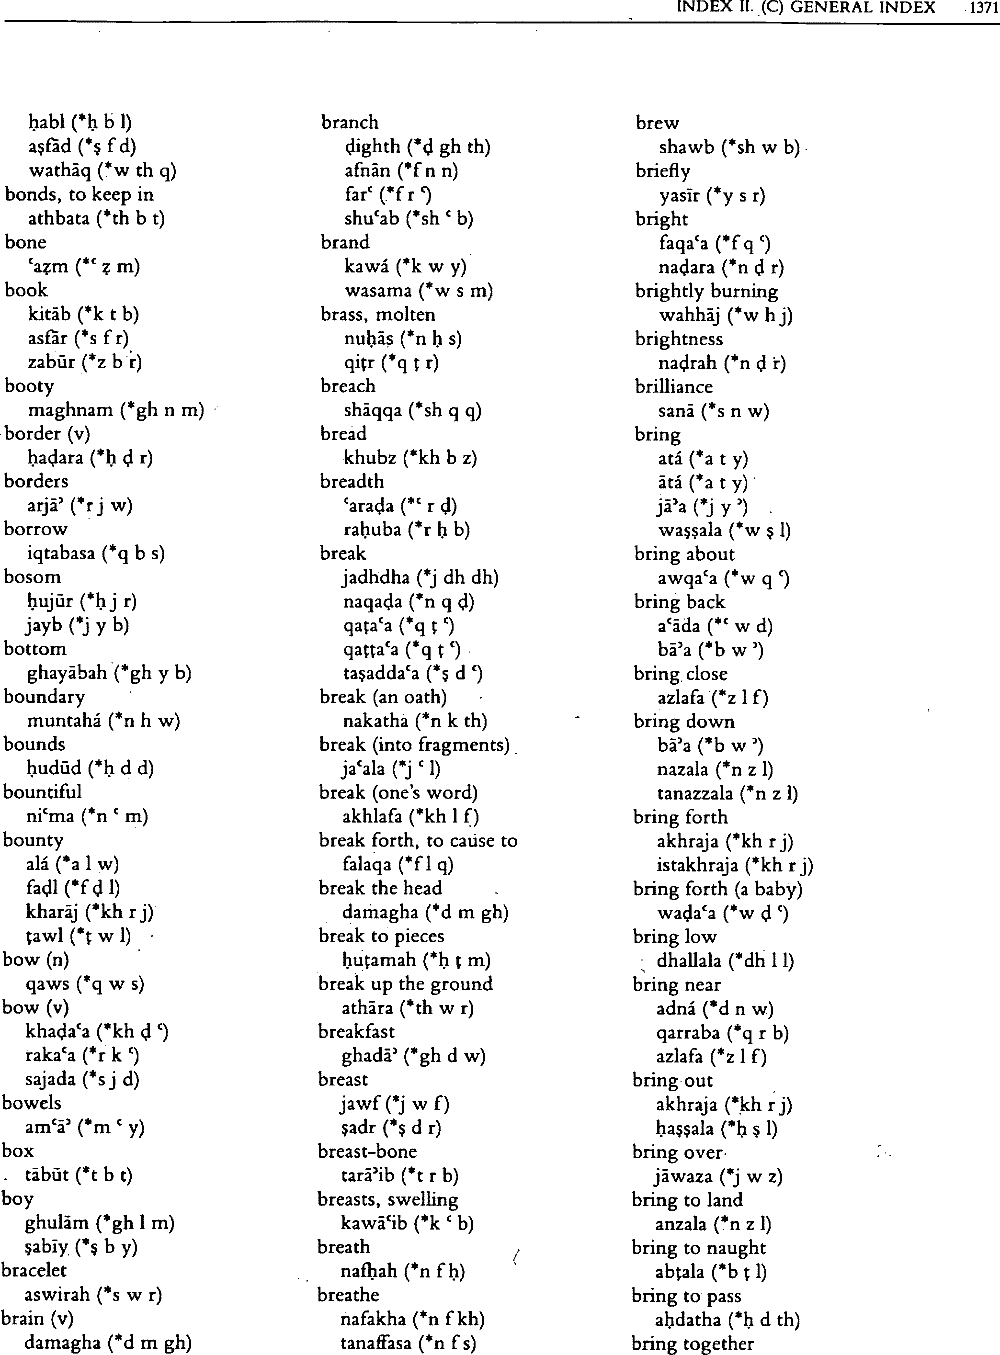 INDEX II. (C) GENERAL INDEX 1371
ḥabl (*ḥ b l)
aṣfād (*ṣ f d)
wathāq (*w th q)
bonds, to keep in
athbata (*th b t)
bone
ʿaẓm (*ʿ ẓ m)
book
kitāb (*k t b)
asfār (*s f r)
zabūr (*z b r)
booty
maghnam (*gh n m)
border (v)
ḥaḍara (*ḥ ḍ r)
borders
arjāʾ (*r j w)
borrow
iqtabasa (*q b s)
bosom
ḥujūr (*ḥ j r)
jayb (*j y b)
bottom
ghayābah (*gh y b)
boundary
muntahá (*n h w)
bounds
ḥudūd (*ḥ d d)
bountiful
niʿma (*n ʿ m)
bounty
alá (*a l w)
faḍl (*f ḍ l)
kharāj (*kh r j)
ṭawl (*ṭ w l)
bow (n)
qaws (*q w s)
bow (v)
khaḍaʿa (*kh ḍ ʿ)
rakaʿa (*r k ʿ)
sajada (*s j d)
bowels
amʿāʾ (*m ʿ y)
box
tābūt (*t b t)
boy
ghulām (*gh l m)
ṣabīy (*ṣ b y)
bracelet
aswirah (*s w r)
brain (v)
damagha (*d m gh)
branch
ḍighth (*ḍ gh th)
afnān (*f n n)
farʿ (*f r ʿ)
shuʿab (*sh ʿ b)
brand
kawá (*k w y)
wasama (*w s m)
brass, molten
nuḥās (*n ḥ s)
qiṭr (*q ṭ r)
breach
shāqqa (*sh q q)
bread
khubz (*kh b z)
breadth
ʿaraḍa (*ʿ r ḍ)
raḥuba (*r ḥ b)
break
jadhdha (*j dh dh)
naqaḍa (*n q ḍ)
qaṭaʿa (*q ṭ ʿ)
qaṭṭaʿa (*q ṭ ʿ)
taṣaddaʿa (*ṣ d ʿ)
break (an oath)
nakatha (*n k th)
break (into fragments)
jaʿala (*j ʿ l)
break (one's word)
akhlafa (*kh l f)
break forth, to cause to
falaqa (*f l q)
break the head
damagha (*d m gh)
break to pieces
ḥuṭamah (*ḥ ṭ m)
break up the ground
athāra (*th w r)
breakfast
ghadāʾ (*gh d w)
breast
jawf (*j w f)
ṣadr (*ṣ d r)
breast-bone
tarāʾib (*t r b)
breasts, swelling
kawāʿib (*k ʿ b)
breath
nafḥah (*n f ḥ)
breathe
nafakha (*n f kh)
tanaffasa (*n f s)
brew
shawb (*sh w b)
briefly
yasīr (*y s r)
bright
faqaʿa (*f q ʿ)
naḍara (*n ḍ r)
brightly burning
wahhāj (*w h j)
brightness
naḍrah (*n ḍ r)
brilliance
sanā (*s n w)
bring
atá (*a t y)
ātá (*a t y)
jāʾa (*j y ʾ)
waṣṣala (*w ṣ l)
bring about
awqaʿa (*w q ʿ)
bring back
aʿāda (*ʿ w d)
bāʾa (*b w ʾ)
bring close
azlafa (*z l f)
bring down
bāʾa (*b w ʾ)
nazala (*n z l)
tanazzala (*n z l)
bring forth
akhraja (*kh r j)
istakhraja (*kh r j)
bring forth (a baby)
waḍaʿa (*w ḍ ʿ)
bring low
dhallala (*dh l l)
bring near
adná (*d n w)
qarraba (*q r b)
azlafa (*z l f)
bring out
akhraja (*kh r j)
ḥaṣṣala (*ḥ ṣ l)
bring over
jāwaza (*j w z)
bring to land
anzala (*n z l)
bring to naught
abṭala (*b ṭ l)
bring to pass
aḥdatha (*ḥ d th)
bring together